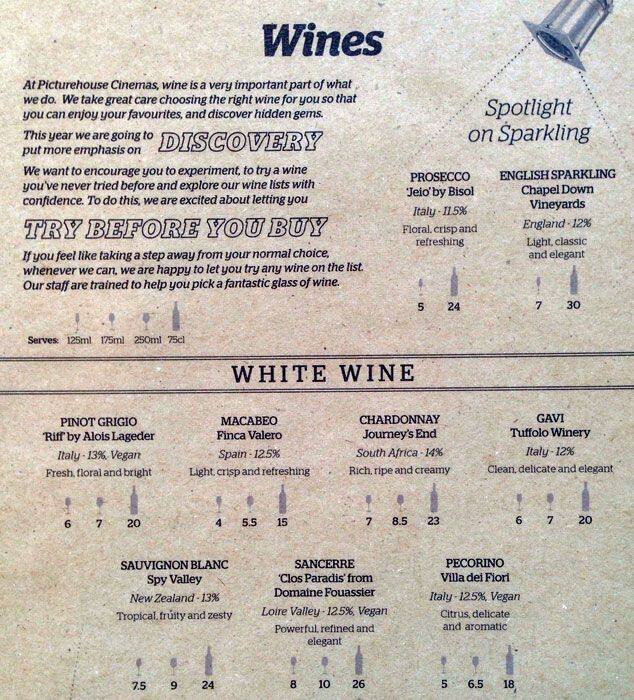 Wines
At Picturehouse Cinemas, wine is a very important part of what
we do. We take great care choosing the right wine for you so that
you can enjoy your favourites, and discover hidden gems.
This year we are going to
put more emphasis on DISCOVERY
We want to encourage you to experiment, to try a wine
you've never tried before and explore our wine lists with
confidence. To do this, we are excited about letting you
TRY BEFORE YOU BUY
If you feel like taking a step away from your normal choice,
whenever we can, we are happy to let you try any wine on the list.
Our staff are trained to help you pick a fantastic glass of wine.
Serves: 125ml 175ml 250ml 75cl
Spotlight
on Sparkling
PROSECCO
'Jeio' by Bisol
Italy - 11.5%
Floral, crisp and
refreshing
5 24
ENGLISH SPARKLING
Chapel Down
Vineyards
England - 12%
Light, classic
and elegant
7 30
WHITE WINE
PINOT GRIGIO
'Riff' by Alois Lageder
Italy - 13%, Vegan
Fresh, floral and bright
6 7 20
MACABEO
Finca Valero
Spain - 12.5%
Light, crisp and refreshing
4 5.5 15
CHARDONNAY
Journey's End
South Africa - 14%
Rich, ripe and creamy
7 8.5 23
GAVI
Tuffolo Winery
Italy - 12%
Clean, delicate and elegant
6 7 20
SAUVIGNON BLANC
Spy Valley
New Zealand - 13%
Tropical, fruity and zesty
7.5 9 24
SANCERRE
'Clos Paradis' from
Domaine Fouassier
Loire Valley - 12.5%, Vegan
Powerful, refined and
elegant
8 10 26
PECORINO
Villa dei Fiori
Italy - 12.5%, Vegan
Citrus, delicate
and aromatic
5 6.5 18